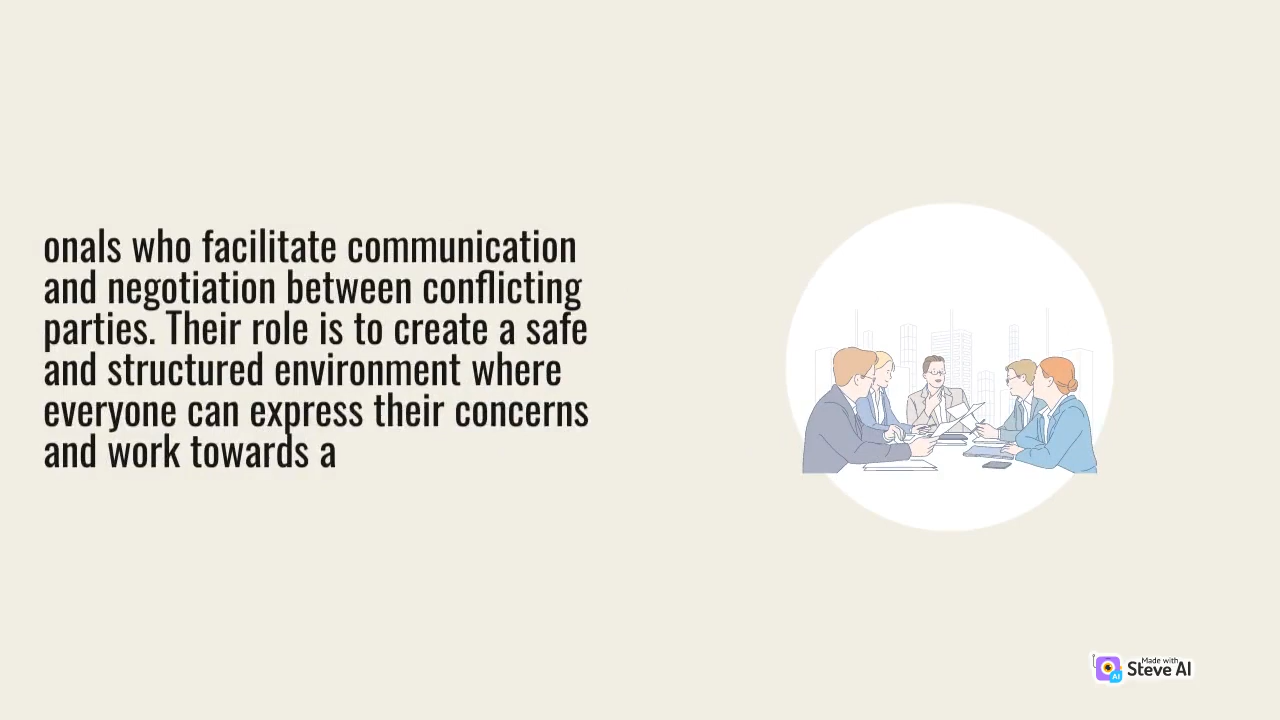 onals who facilitate communication
and negotiation between conflicting
parties. Their role is to create a safe
and structured environment where
everyone can express their concerns
and work towards a
Made with
Steve AI
AI